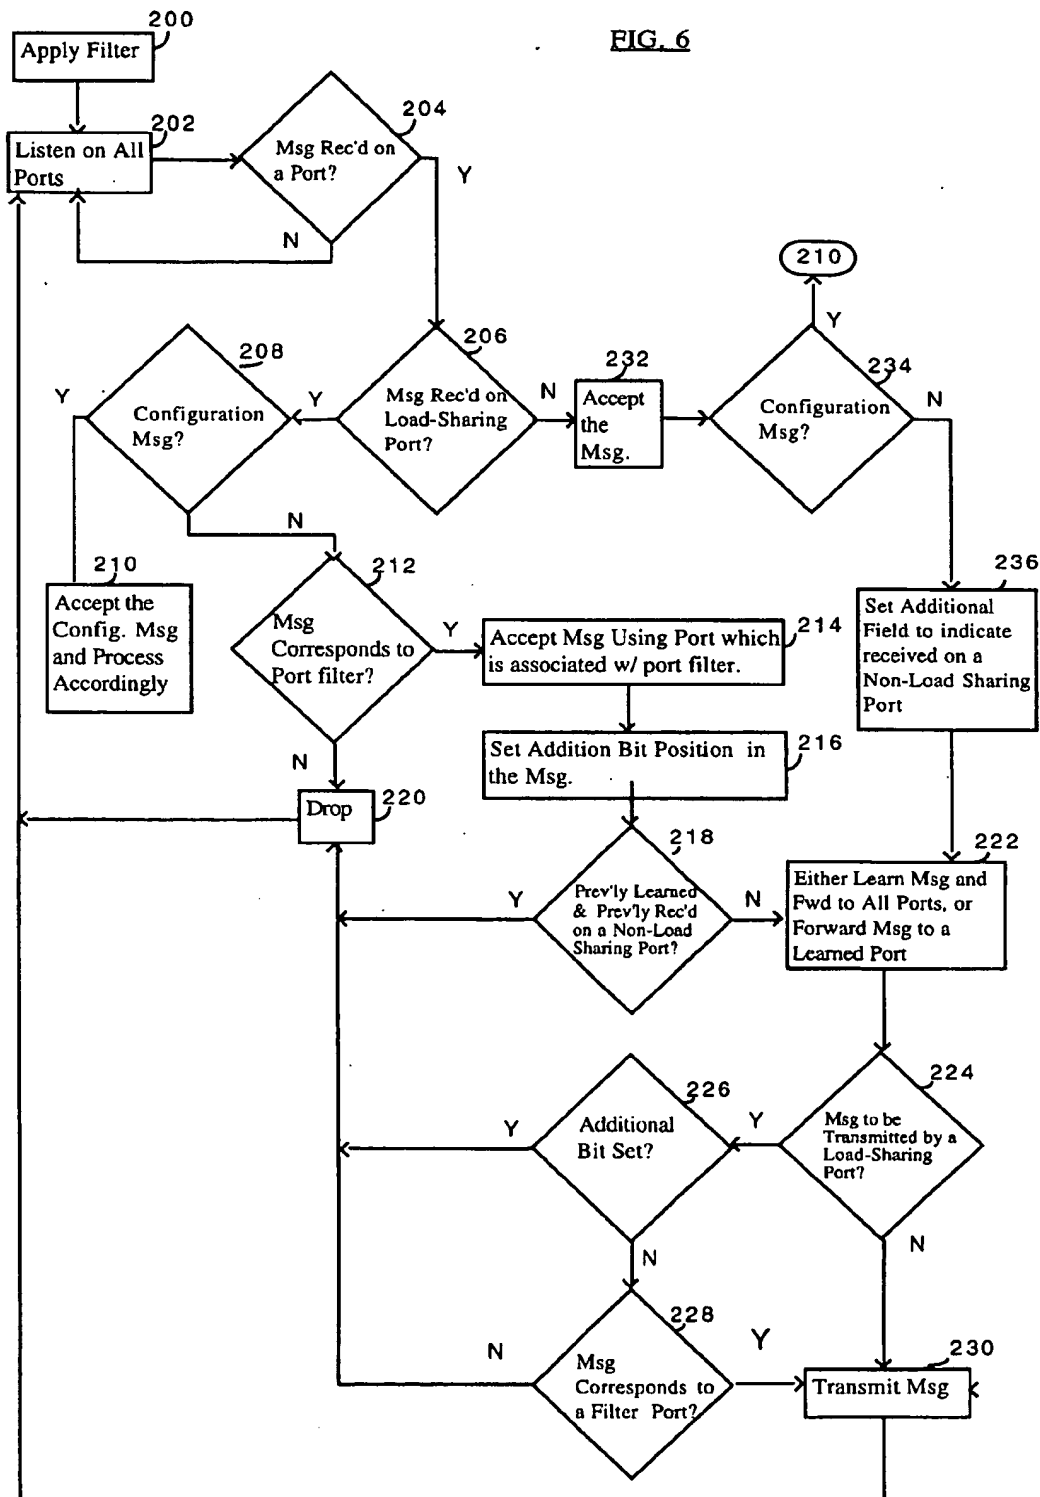 FIG. 6
200
Apply Filter
202
Listen on All
Ports
204
Msg Rec'd on
a Port?
Y
N
206
Msg Rec'd on
Load-Sharing
Port?
Y
N
208
Configuration
Msg?
Y
N
232
Accept
the
Msg.
210
Y
234
Configuration
Msg?
N
210
Accept the
Config. Msg
and Process
Accordingly
212
Msg
Corresponds to
Port filter?
Y
N
214
Accept Msg Using Port which
is associated w/ port filter.
216
Set Addition Bit Position in
the Msg.
236
Set Additional
Field to indicate
received on a
Non-Load Sharing
Port
220
Drop
218
Prev'ly Learned
& Prev'ly Rec'd
on a Non-Load
Sharing Port?
Y
N
222
Either Learn Msg and
Fwd to All Ports, or
Forward Msg to a
Learned Port
224
Msg to be
Transmitted by a
Load-Sharing
Port?
Y
N
226
Additional
Bit Set?
Y
N
228
Msg
Corresponds to
a Filter Port?
N
Y
230
Transmit Msg